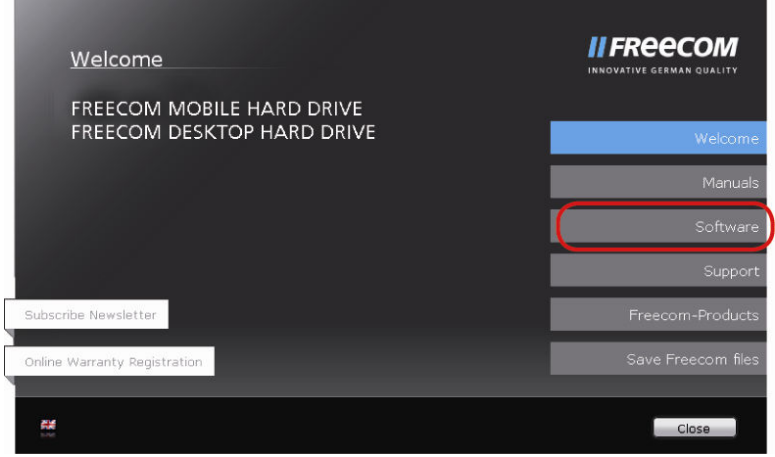 Welcome
FREECOM MOBILE HARD DRIVE
FREECOM DESKTOP HARD DRIVE
FREECOM
INNOVATIVE GERMAN QUALITY
Welcome
Manuals
Software
Support
Freecom-Products
Save Freecom files
Subscribe Newsletter
Online Warranty Registration
Close